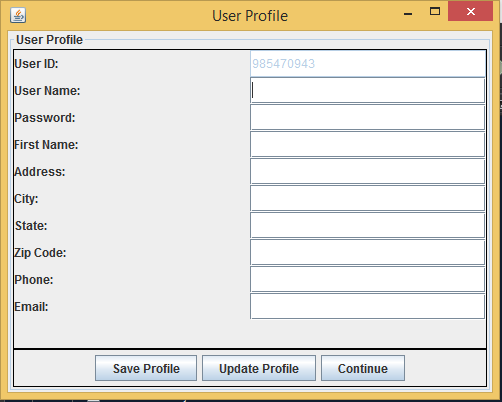 User Profile
User Profile
User ID: 985470943
User Name:
Password:
First Name:
Address:
City:
State:
Zip Code:
Phone:
Email:
Save Profile Update Profile Continue